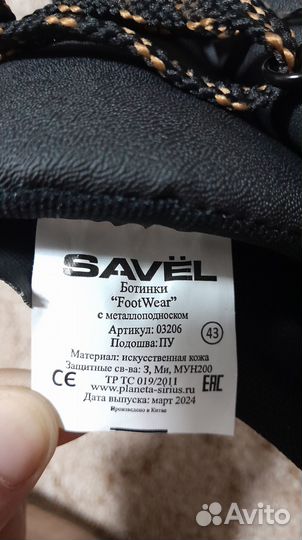 SAVËL
Ботинки
"FootWear"
с металлоподноском
Артикул: 03206
43
Подошва: ПУ
Материал: искусственная кожа
Защитные св-ва: З, Ми, МУН200
ТР ТС 019/2011
CE
EAC
www.planeta-sirius.ru
Дата выпуска: март 2024
Произведено в Китае
Avito